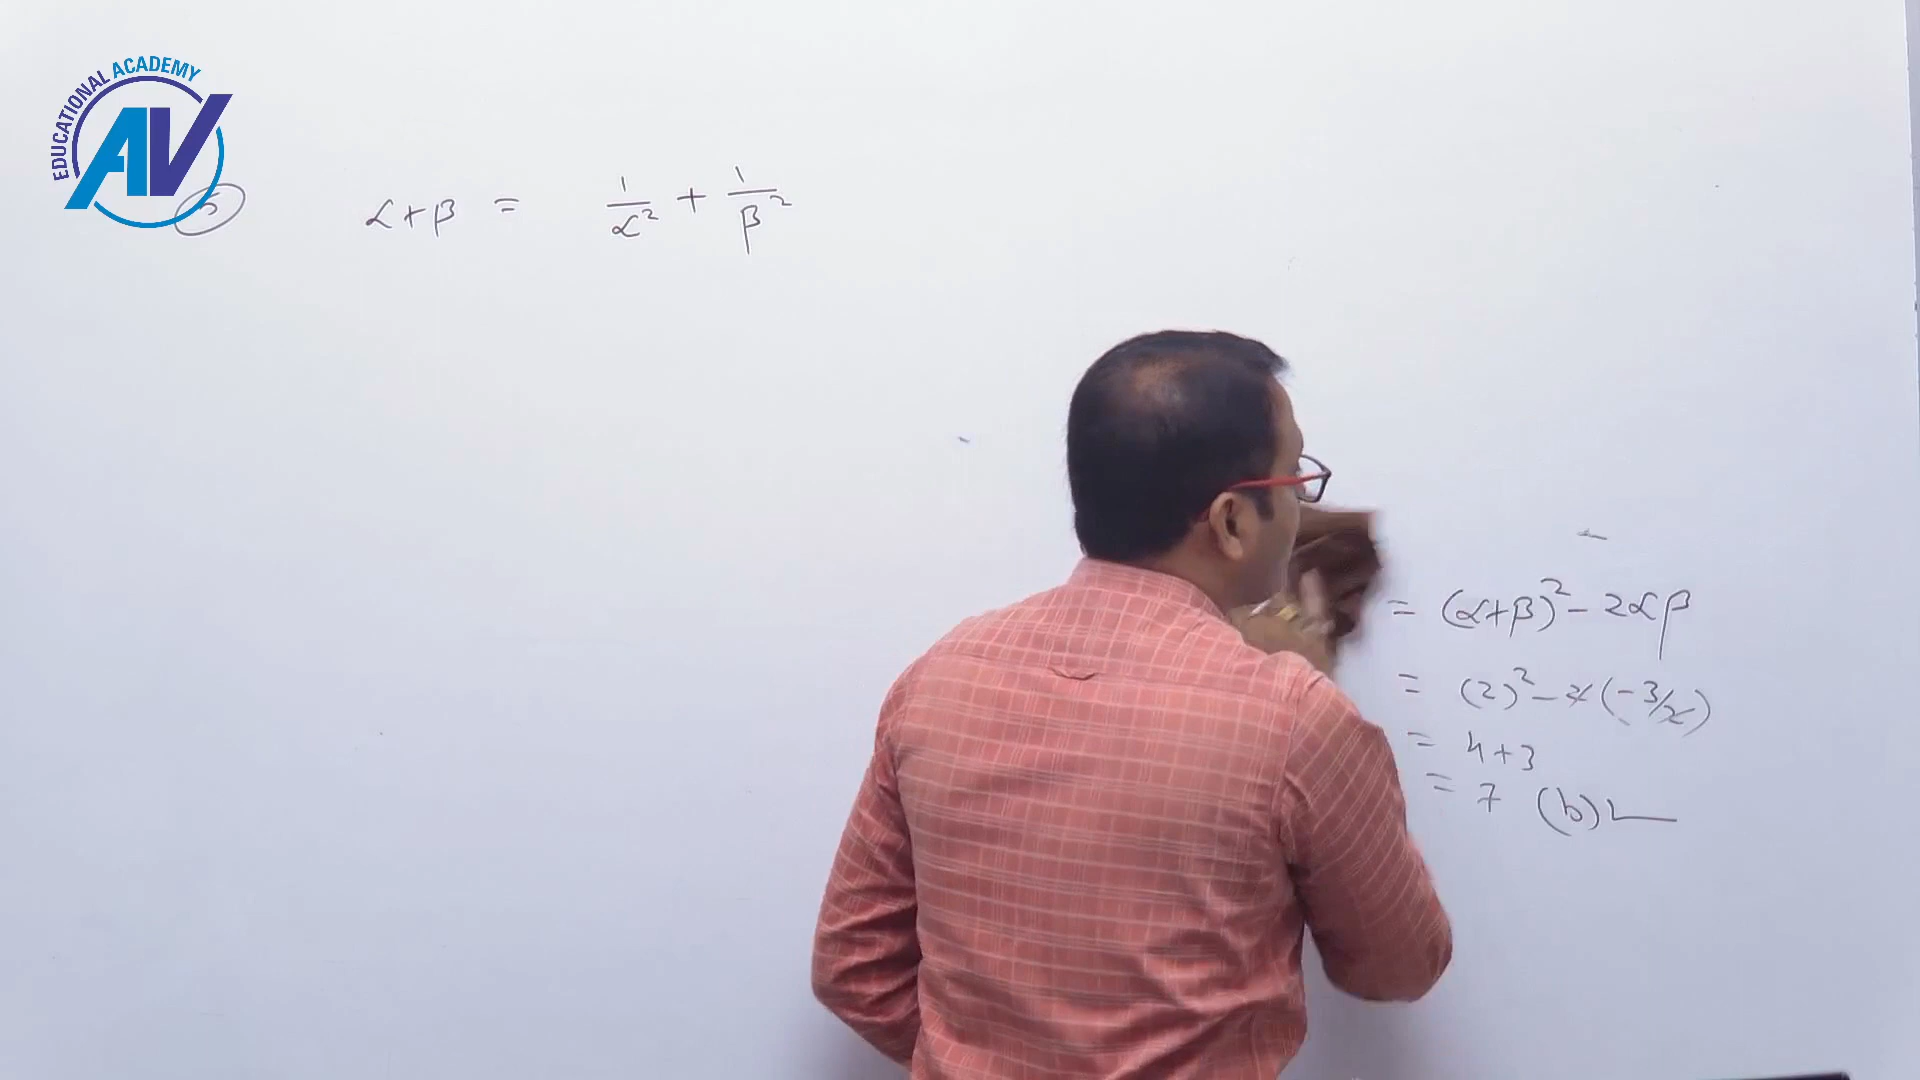 EDUCATIONAL ACADEMY
AV
α+β = 1/α² + 1/β²
= (α+β)² - 2αβ
= (2)² - 2(-3/2)
= 4+3
= 7 (b)